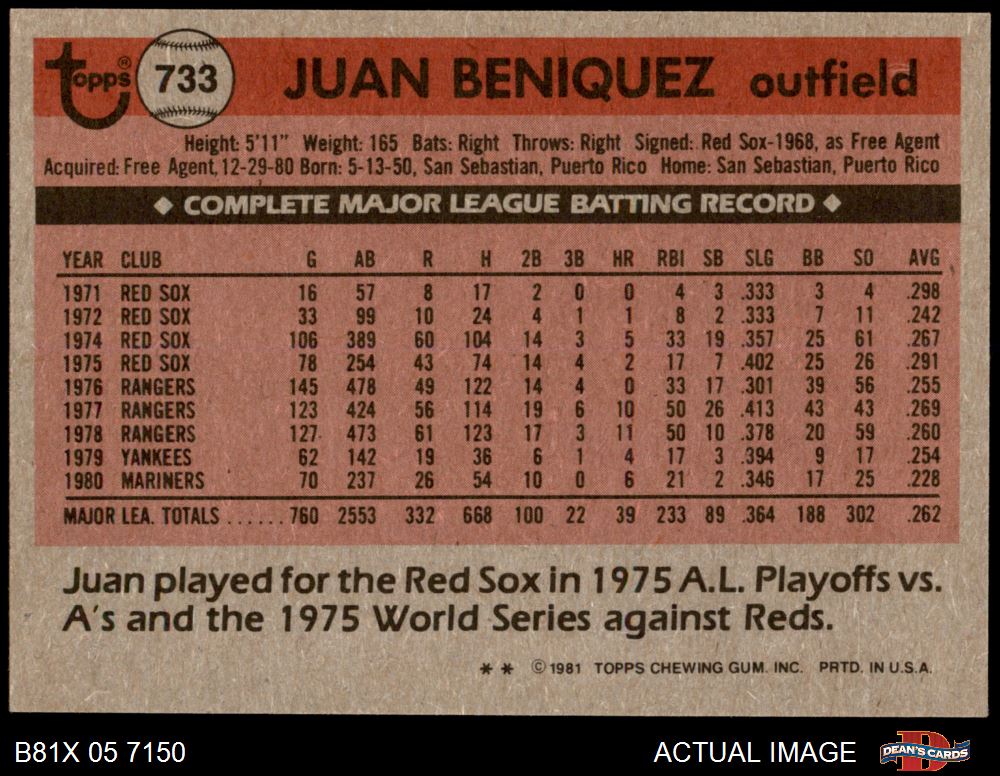 Topps® 733 JUAN BENIQUEZ outfield
Height: 5'11" Weight: 165 Bats: Right Throws: Right Signed: Red Sox-1968, as Free Agent
Acquired: Free Agent, 12-29-80 Born: 5-13-50, San Sebastian, Puerto Rico Home: San Sebastian, Puerto Rico
◆ COMPLETE MAJOR LEAGUE BATTING RECORD ◆
YEAR CLUB G AB R H 2B 3B HR RBI SB SLG BB SO AVG
1971 RED SOX 16 57 8 17 2 0 0 4 3 .333 3 4 .298
1972 RED SOX 33 99 10 24 4 1 1 8 2 .333 7 11 .242
1974 RED SOX 106 389 60 104 14 3 5 33 19 .357 25 61 .267
1975 RED SOX 78 254 43 74 14 4 2 17 7 .402 25 26 .291
1976 RANGERS 145 478 49 122 14 4 0 33 17 .301 39 56 .255
1977 RANGERS 123 424 56 114 19 6 10 50 26 .413 43 43 .269
1978 RANGERS 127 473 61 123 17 3 11 50 10 .378 20 59 .260
1979 YANKEES 62 142 19 36 6 1 4 17 3 .394 9 17 .254
1980 MARINERS 70 237 26 54 10 0 6 21 2 .346 17 25 .228
MAJOR LEA. TOTALS ...... 760 2553 332 668 100 22 39 233 89 .364 188 302 .262
Juan played for the Red Sox in 1975 A.L. Playoffs vs.
A's and the 1975 World Series against Reds.
** © 1981 TOPPS CHEWING GUM. INC. PRTD. IN U.S.A.
B81X 05 7150 ACTUAL IMAGE DEAN'S CARDS